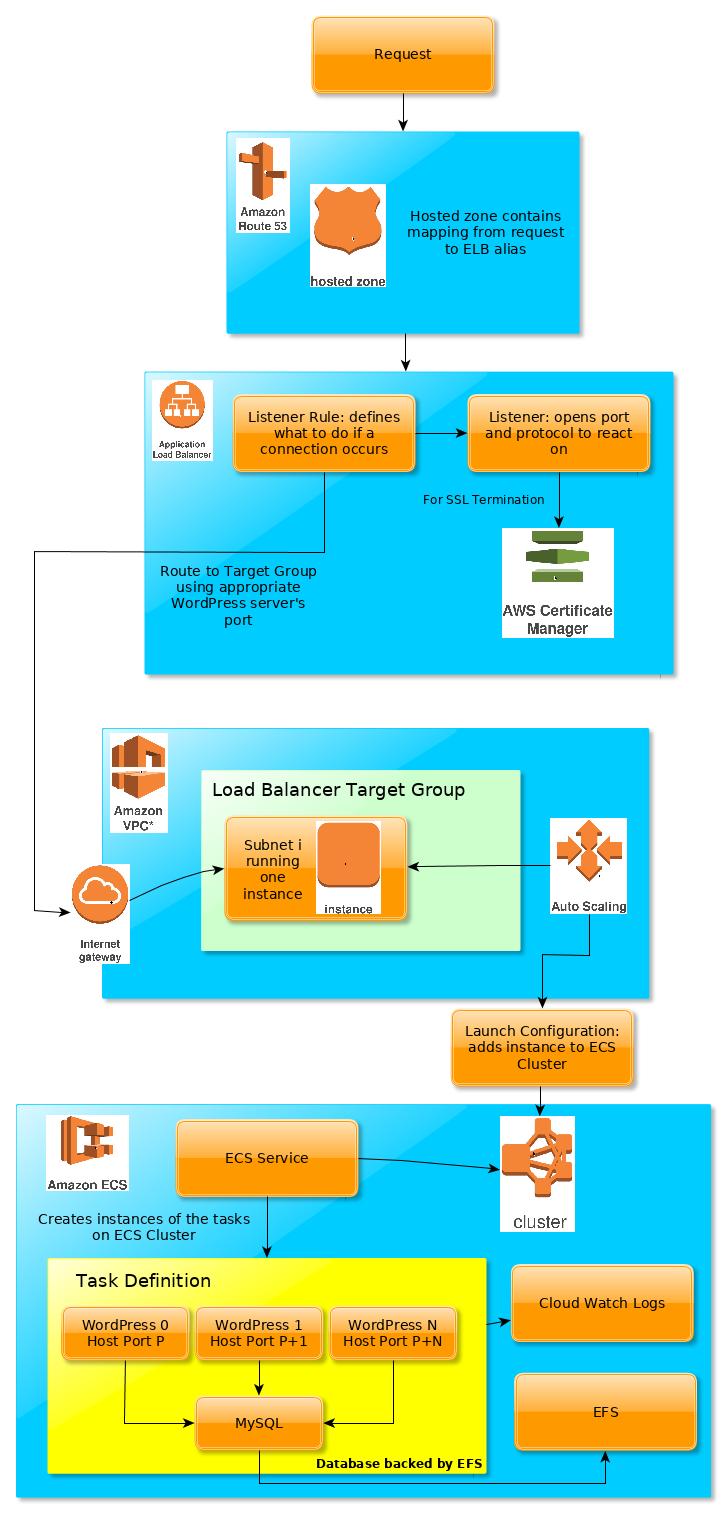 Request
Amazon
Route 53
hosted zone
Hosted zone contains
mapping from request
to ELB alias
Application
Load Balancer
Listener Rule: defines
what to do if a
connection occurs
Listener: opens port
and protocol to react
on
For SSL Termination
AWS Certificate
Manager
Route to Target Group
using appropriate
WordPress server's
port
Amazon
VPC*
Load Balancer Target Group
Subnet i
running
one
instance
instance
Auto Scaling
Internet
gateway
Launch Configuration:
adds instance to ECS
Cluster
Amazon ECS
ECS Service
cluster
Creates instances of the tasks
on ECS Cluster
Task Definition
WordPress 0
Host Port P
WordPress 1
Host Port P+1
WordPress N
Host Port P+N
Cloud Watch Logs
MySQL
EFS
Database backed by EFS